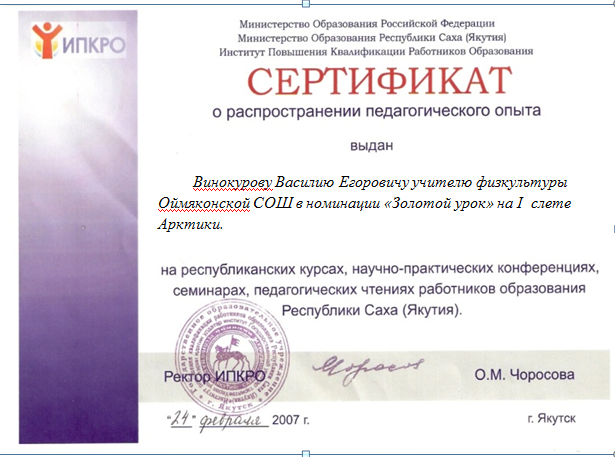 ИПКРО
Министерство Образования Российской Федерации
Министерство Образования Республики Саха (Якутия)
Институт Повышения Квалификации Работников Образования
СЕРТИФИКАТ
о распространении педагогического опыта
выдан
Винокурову Василию Егоровичу учителю физкультуры
Оймяконской СОШ в номинации «Золотой урок» на I слете
Арктики.
на республиканских курсах, научно-практических конференциях,
семинарах, педагогических чтениях работников образования
Республики Саха (Якутия).
Ректор ИПКРО О.М. Чоросова
"24" февраля 2007 г. г. Якутск